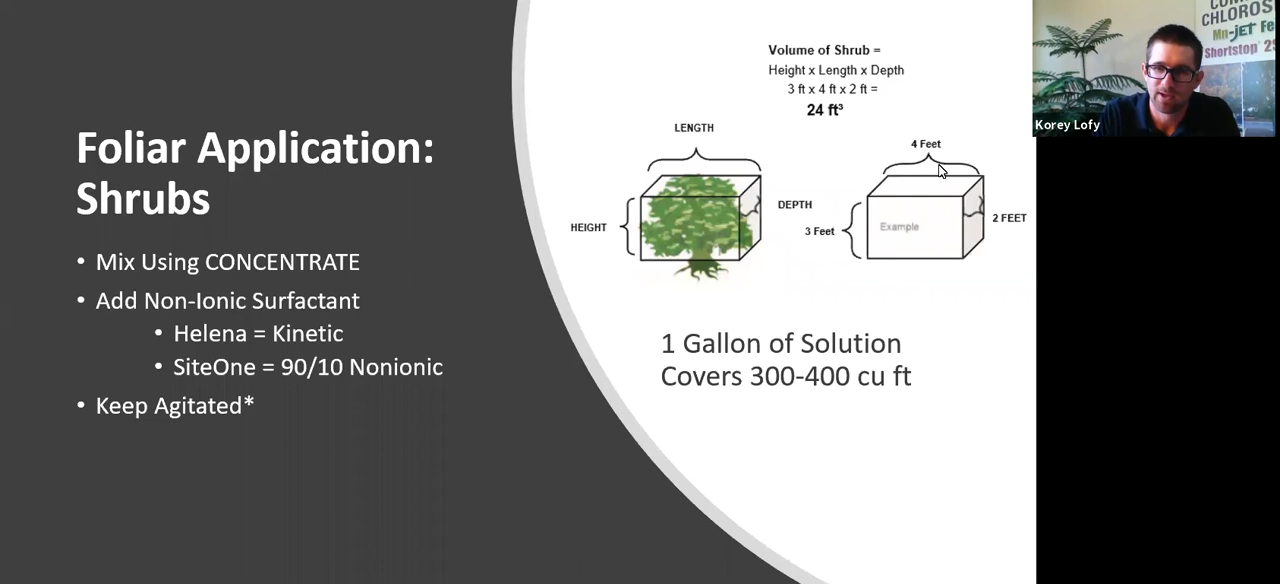 Foliar Application:
Shrubs
• Mix Using CONCENTRATE
• Add Non-Ionic Surfactant
• Helena = Kinetic
• SiteOne = 90/10 Nonionic
• Keep Agitated*
Volume of Shrub =
Height x Length x Depth
3 ft x 4 ft x 2 ft =
24 ft³
LENGTH
HEIGHT
DEPTH
4 Feet
3 Feet
Example
2 FEET
1 Gallon of Solution
Covers 300-400 cu ft
CHLOROS
Mn-jET Fe
Shortstop
Korey Lofy